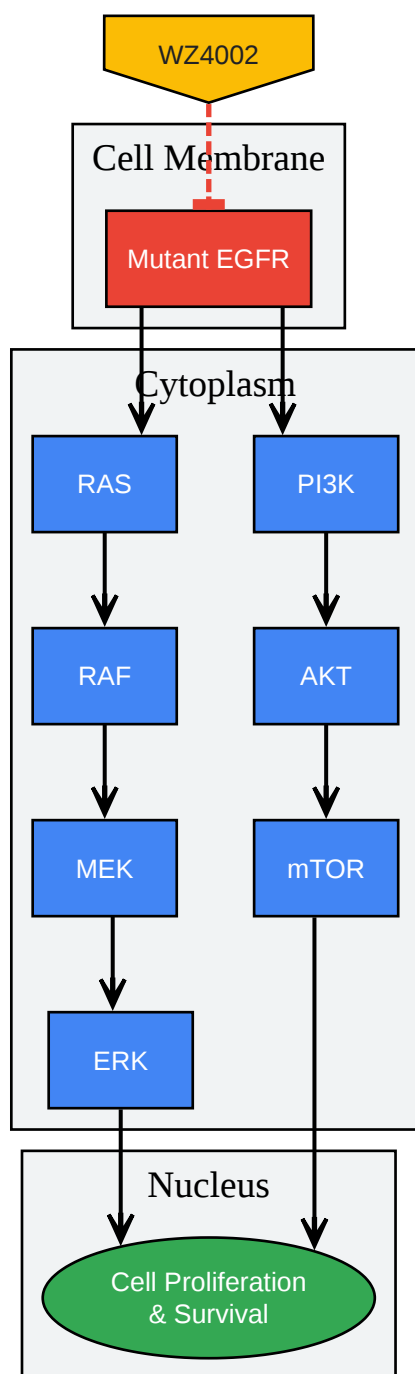 WZ4002
Cell Membrane
Mutant EGFR
Cytoplasm
RAS
PI3K
RAF
AKT
MEK
mTOR
ERK
Nucleus
Cell Proliferation
& Survival